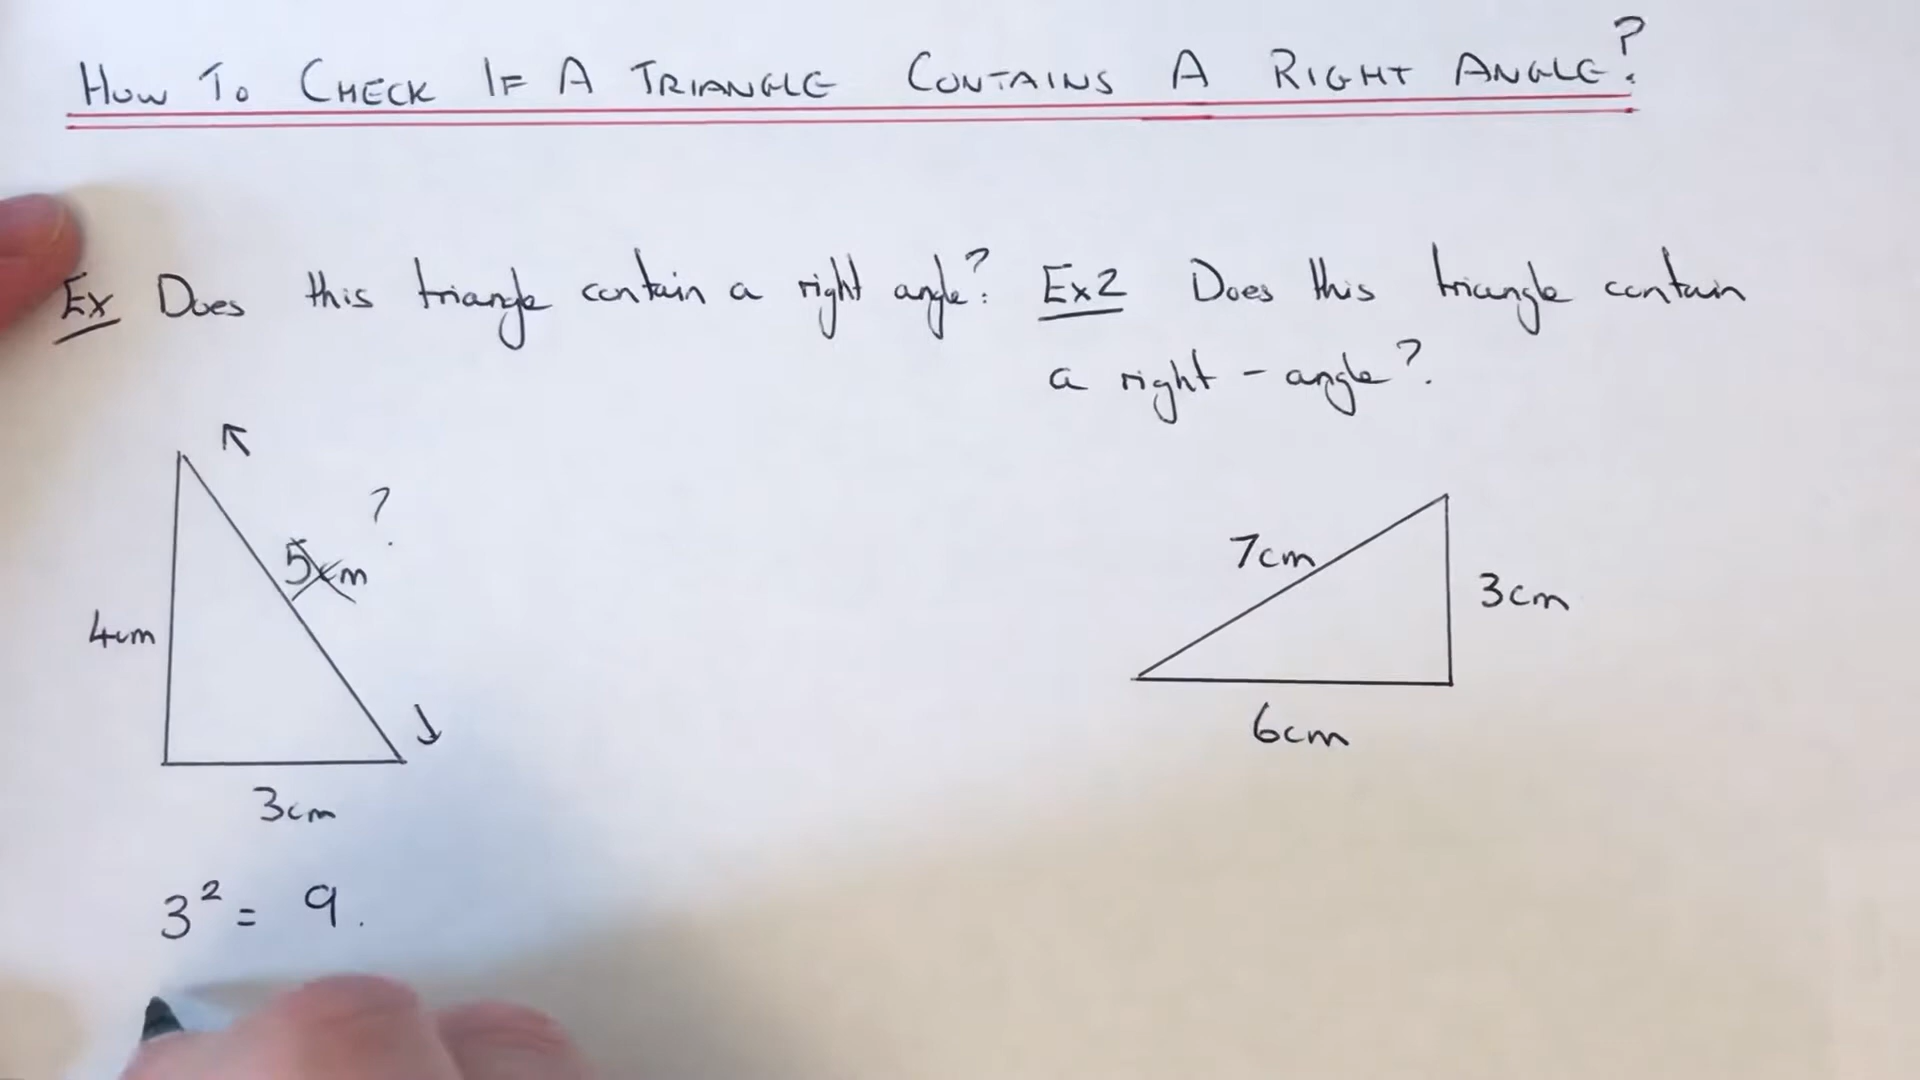 HOW TO CHECK IF A TRIANGLE CONTAINS A RIGHT ANGLE?
Ex Does this triangle contain a right angle?
4cm
5cm
?
3cm
3² = 9.
Ex2 Does this triangle contain
a right - angle?
7cm
3cm
6cm